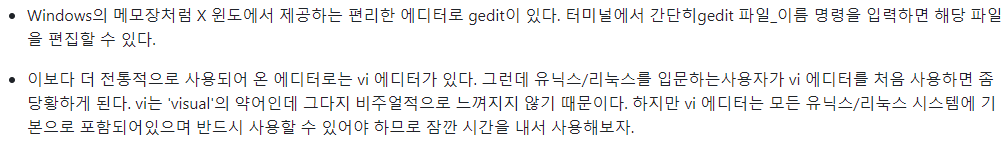 • Windows의 메모장처럼 X 윈도에서 제공하는 편리한 에디터로 gedit이 있다. 터미널에서 간단히gedit 파일_이름 명령을 입력하면 해당 파일
을 편집할 수 있다.
• 이보다 더 전통적으로 사용되어 온 에디터로는 vi 에디터가 있다. 그런데 유닉스/리눅스를 입문하는사용자가 vi 에디터를 처음 사용하면 좀
당황하게 된다. vi는 'visual'의 약어인데 그다지 비주얼적으로 느껴지지 않기 때문이다. 하지만 vi 에디터는 모든 유닉스/리눅스 시스템에 기
본으로 포함되어있으며 반드시 사용할 수 있어야 하므로 잠깐 시간을 내서 사용해보자.